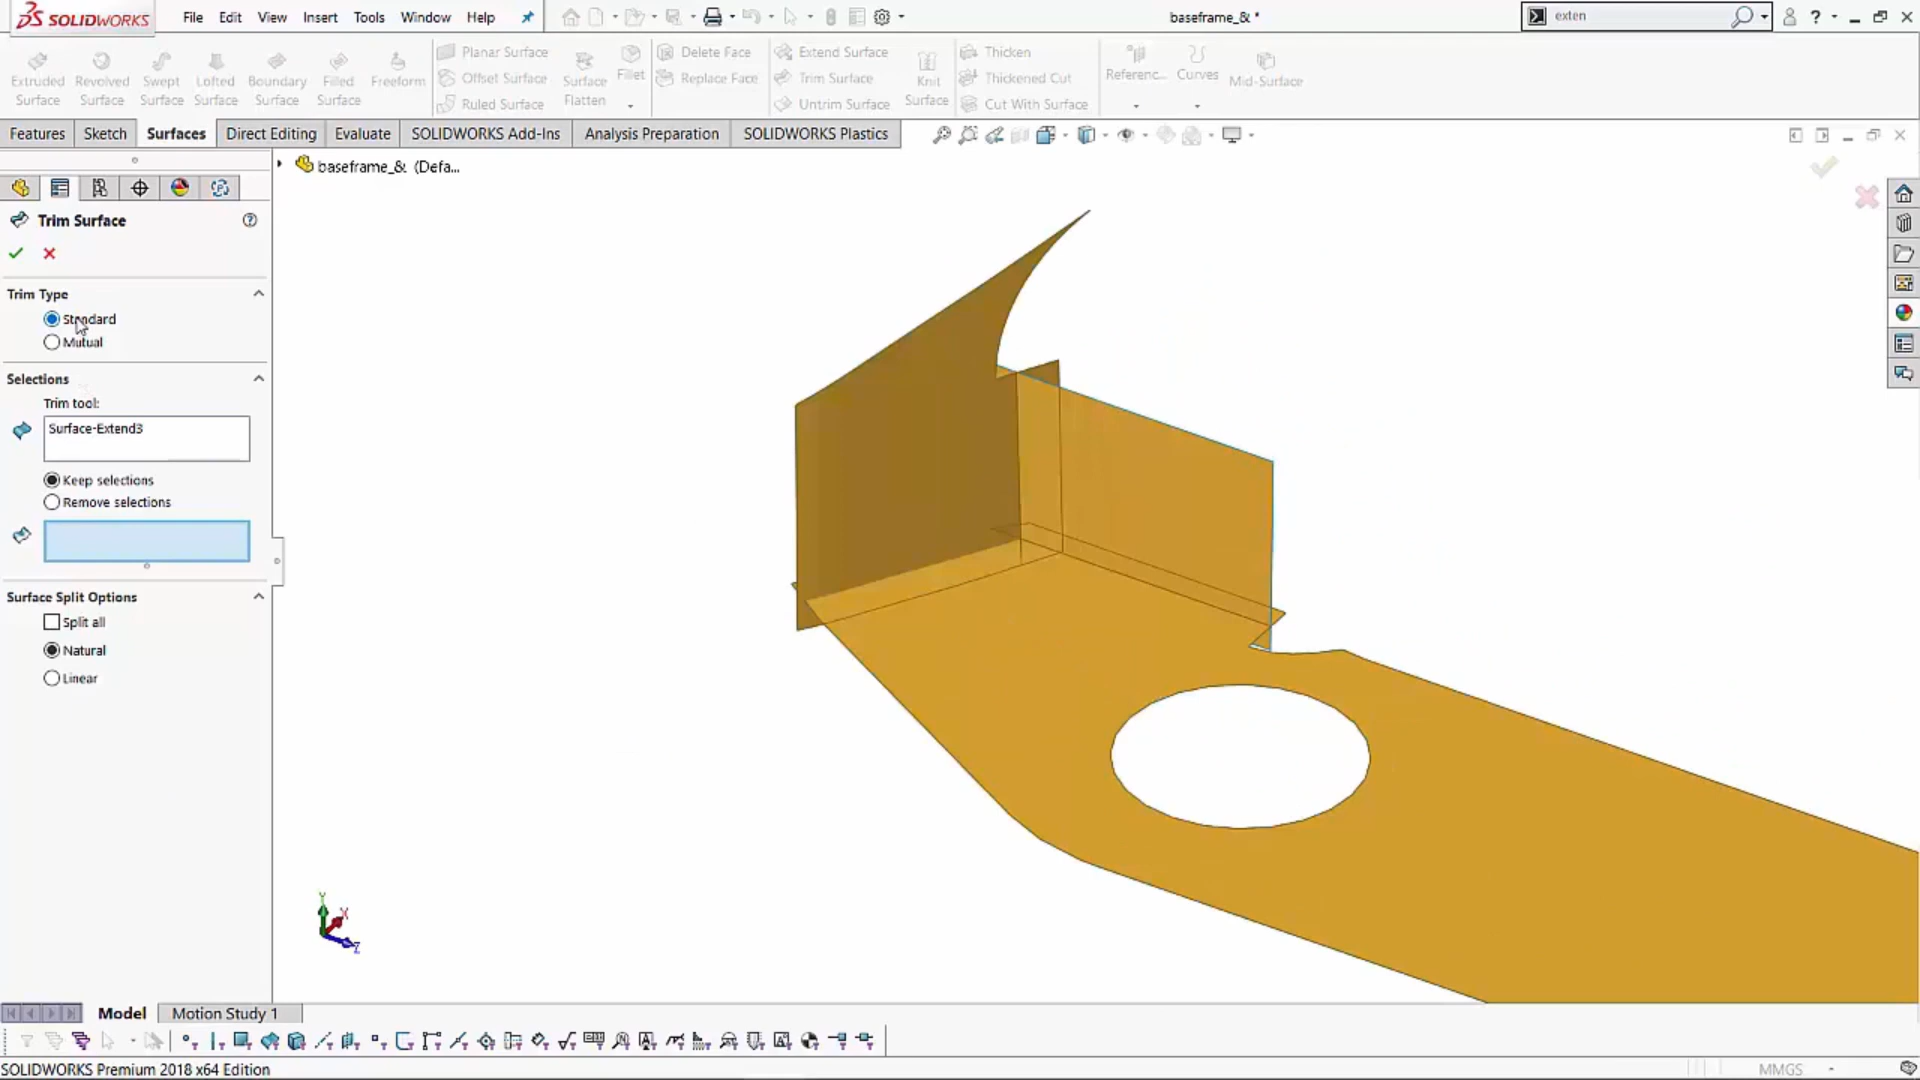 SOLIDWORKS File Edit View Insert Tools Window Help baseframe_& * exten
Extruded Surface Revolved Surface Swept Surface Lofted Surface Boundary Surface Filled Surface Freeform Planar Surface Offset Surface Ruled Surface Surface Flatten Fillet Delete Face Replace Face Extend Surface Trim Surface Untrim Surface Knit Surface Thicken Thickened Cut Cut With Surface Referenc... Curves Mid-Surface
Features Sketch Surfaces Direct Editing Evaluate SOLIDWORKS Add-Ins Analysis Preparation SOLIDWORKS Plastics
baseframe_& (Defa...
Trim Surface
Trim Type
Standard
Mutual
Selections
Trim tool:
Surface-Extend3
Keep selections
Remove selections
Surface Split Options
Split all
Natural
Linear
Y X Z
Model Motion Study 1
SOLIDWORKS Premium 2018 x64 Edition MMGS